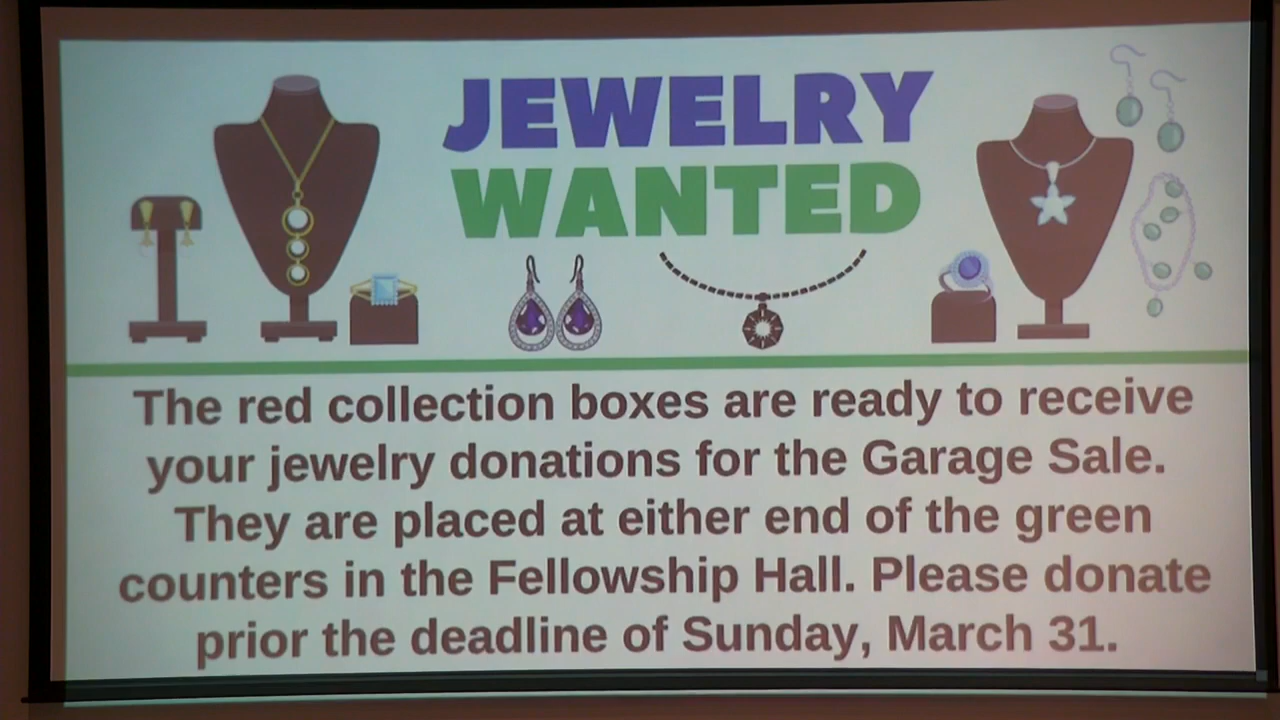 JEWELRY
WANTED
The red collection boxes are ready to receive
your jewelry donations for the Garage Sale.
They are placed at either end of the green
counters in the Fellowship Hall. Please donate
prior the deadline of Sunday, March 31.